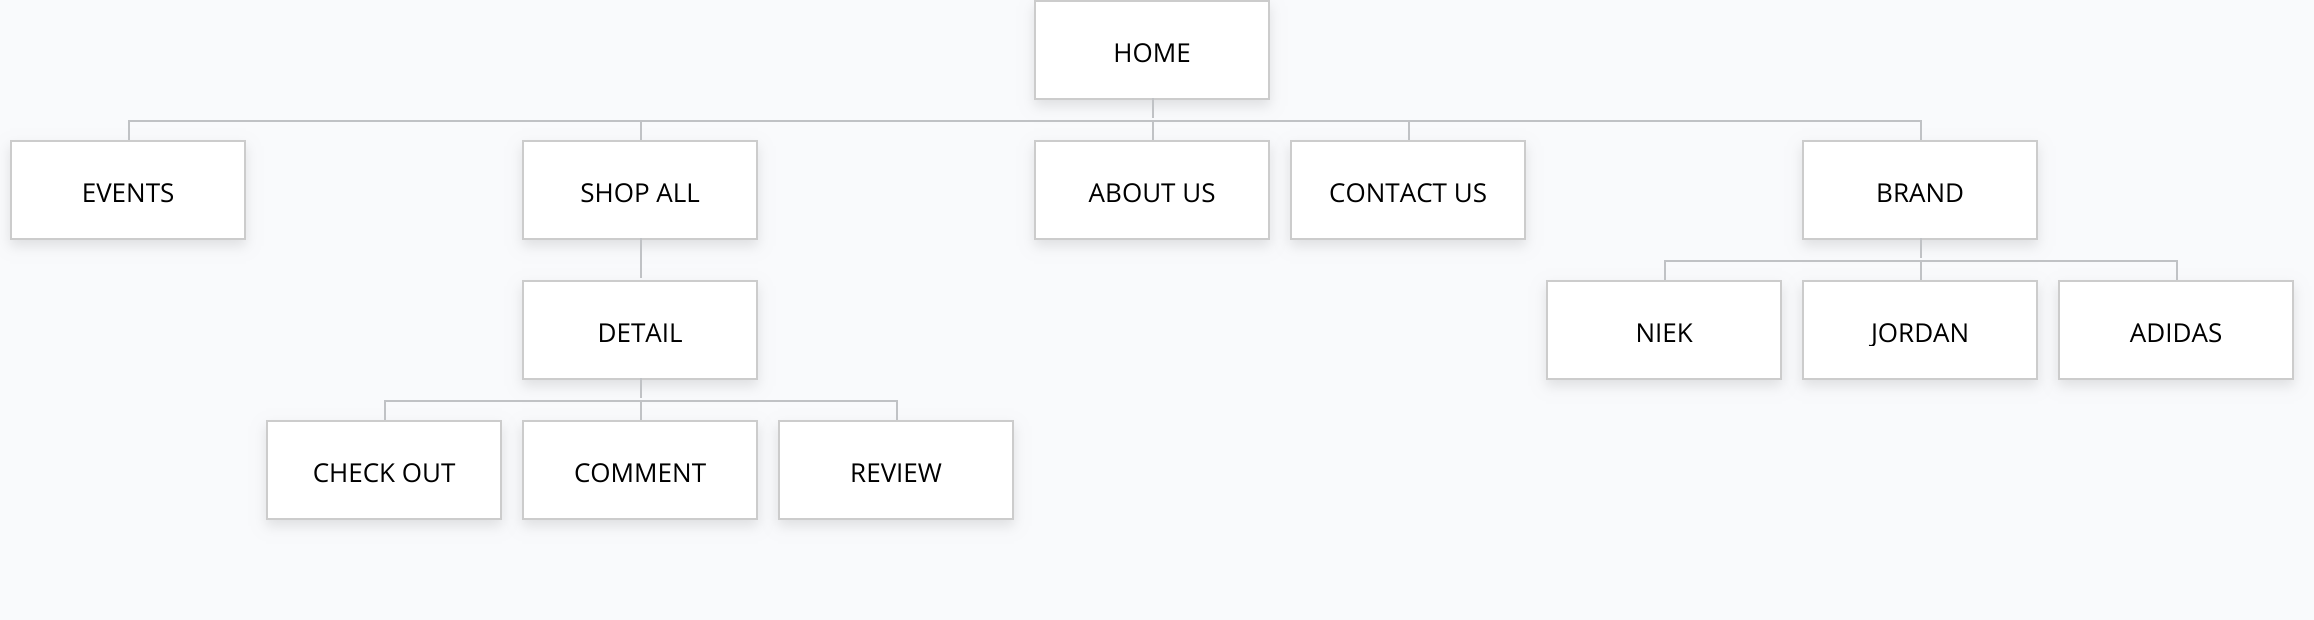 HOME
EVENTS
SHOP ALL
ABOUT US
CONTACT US
BRAND
DETAIL
NIEK
JORDAN
ADIDAS
CHECK OUT
COMMENT
REVIEW